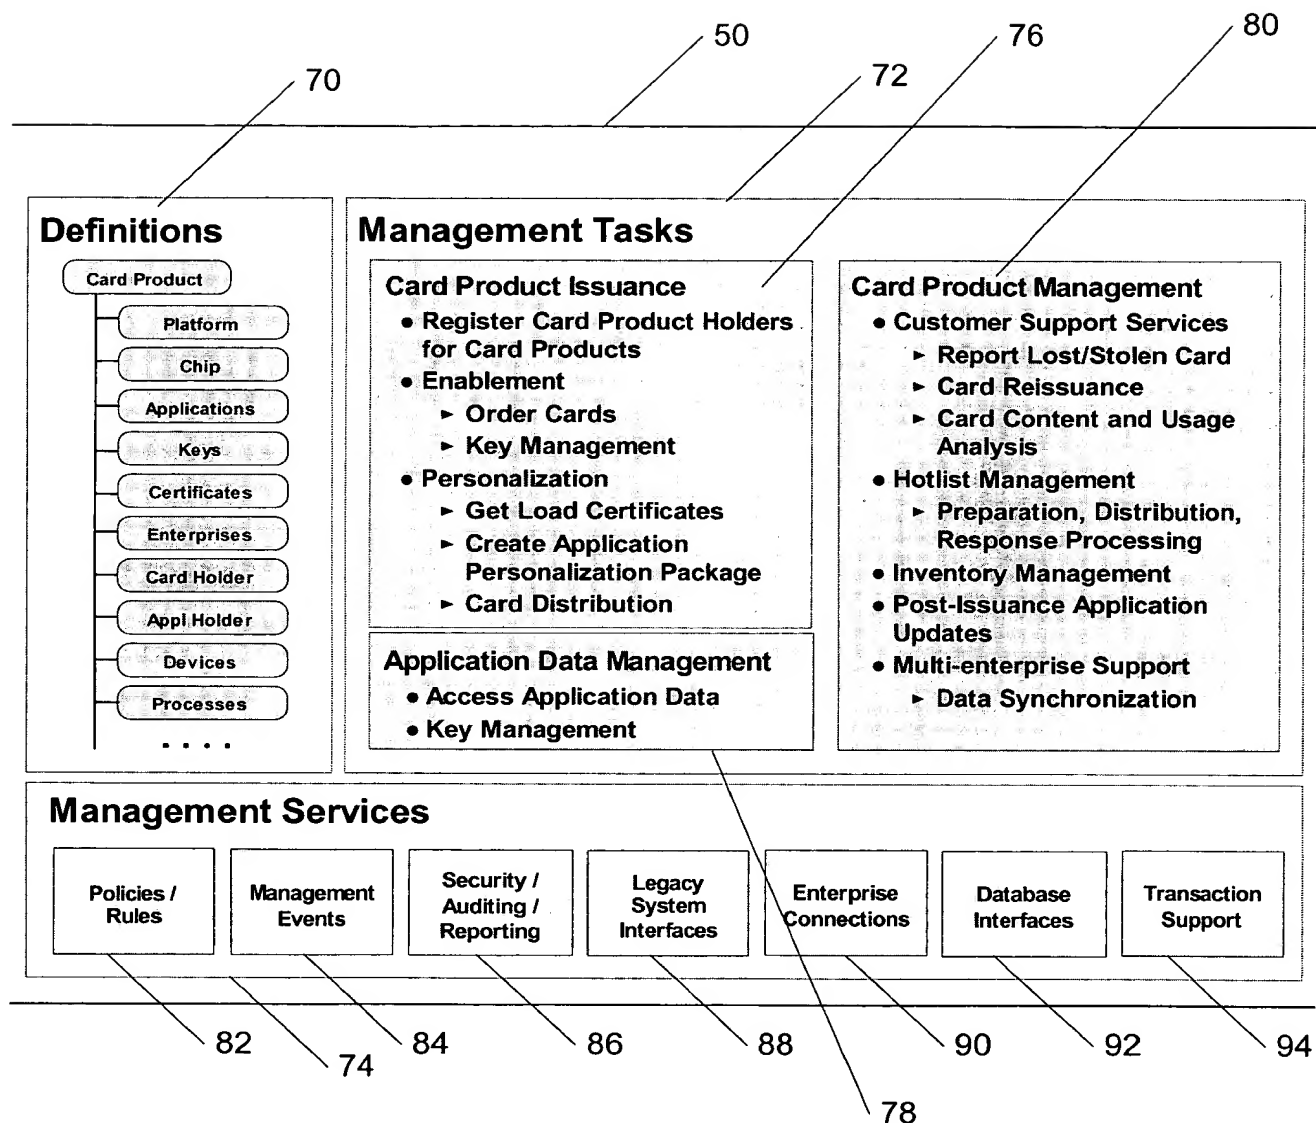 50
76
80
70
72
Definitions
Card Product
Platform
Chip
Applications
Keys
Certificates
Enterprises
Card Holder
Appl Holder
Devices
Processes
. . . .
Management Tasks
Card Product Issuance
● Register Card Product Holders
for Card Products
● Enablement
► Order Cards
► Key Management
● Personalization
► Get Load Certificates
► Create Application
Personalization Package
► Card Distribution
Application Data Management
● Access Application Data
● Key Management
Card Product Management
● Customer Support Services
► Report Lost/Stolen Card
► Card Reissuance
► Card Content and Usage
Analysis
● Hotlist Management
► Preparation, Distribution,
Response Processing
● Inventory Management
● Post-Issuance Application
Updates
● Multi-enterprise Support
► Data Synchronization
Management Services
Policies /
Rules
Management
Events
Security /
Auditing /
Reporting
Legacy
System
Interfaces
Enterprise
Connections
Database
Interfaces
Transaction
Support
82
74
84
86
88
90
92
94
78